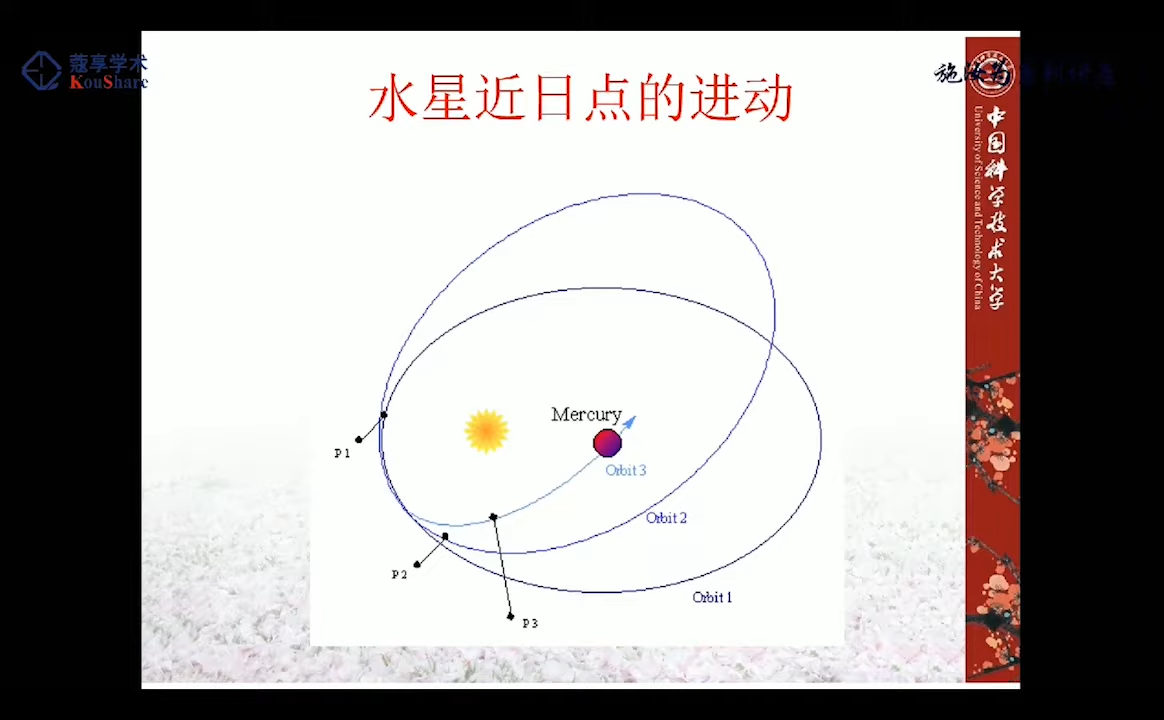 蔻享学术
KouShare
水星近日点的进动
中国科学技术大学
University of Science and Technology of China
Mercury
Orbit 3
P1
Orbit 2
P2
Orbit 1
P3